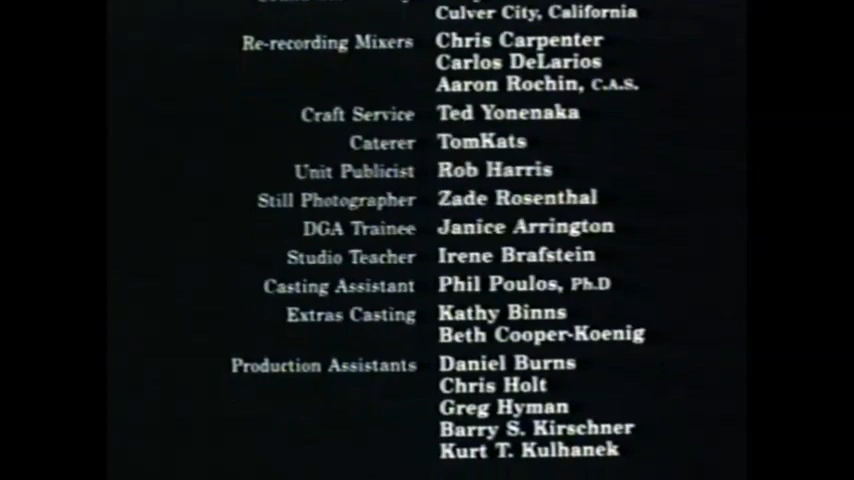 Culver City, California
Re-recording Mixers Chris Carpenter
Carlos DeLarios
Aaron Rochin, C.A.S.
Craft Service Ted Yonenaka
Caterer TomKats
Unit Publicist Rob Harris
Still Photographer Zade Rosenthal
DGA Trainee Janice Arrington
Studio Teacher Irene Brafstein
Casting Assistant Phil Poulos, Ph.D
Extras Casting Kathy Binns
Beth Cooper-Koenig
Production Assistants Daniel Burns
Chris Holt
Greg Hyman
Barry S. Kirschner
Kurt T. Kulhanek